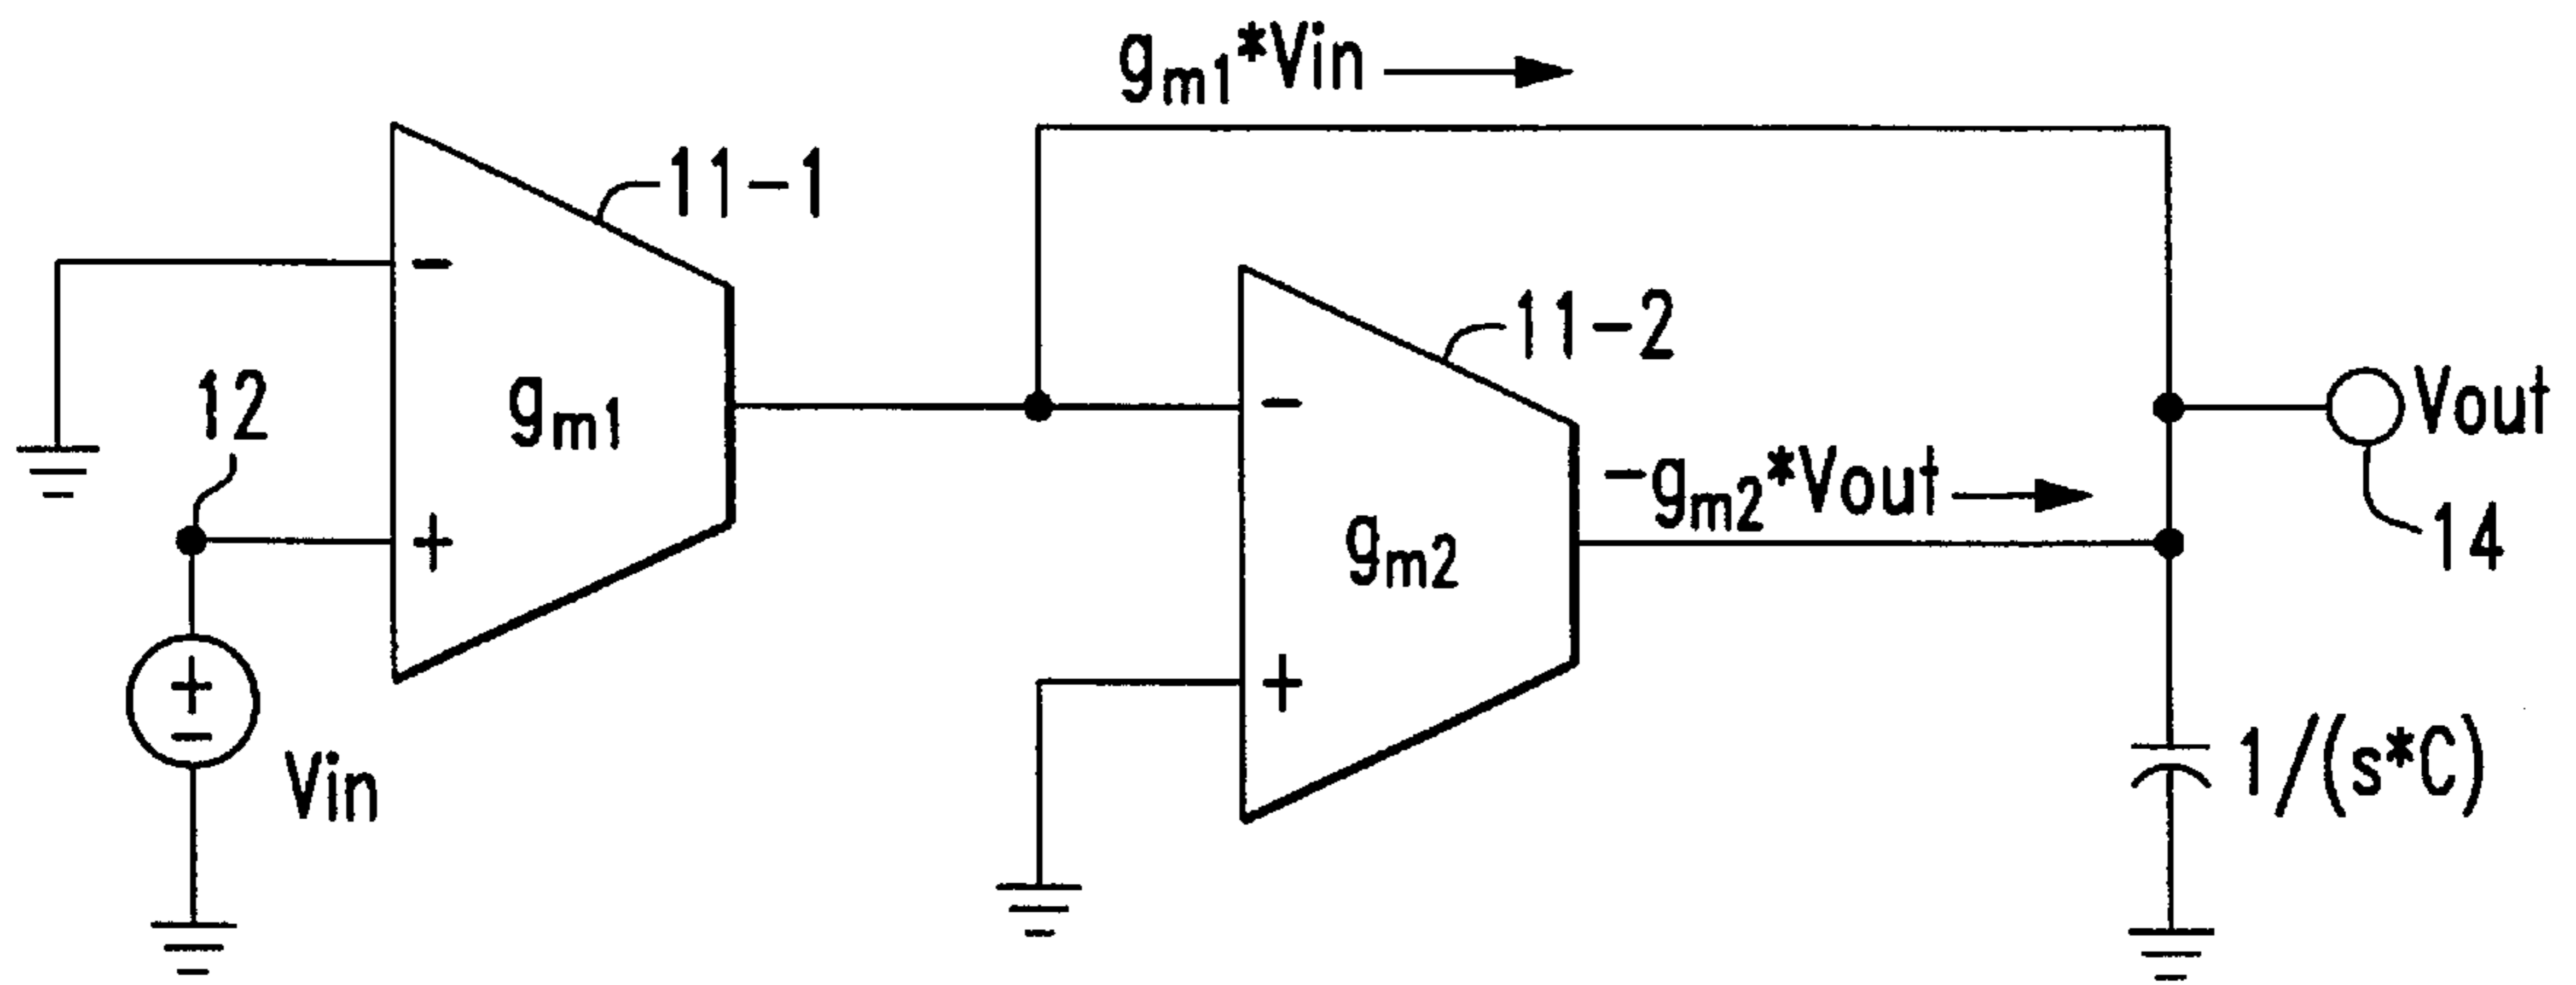 gm1*Vin
11-1
-
12
gm1
+
11-2
-
Vout
-gm2*Vout
gm2
14
+
+
-
Vin
1/(s*C)